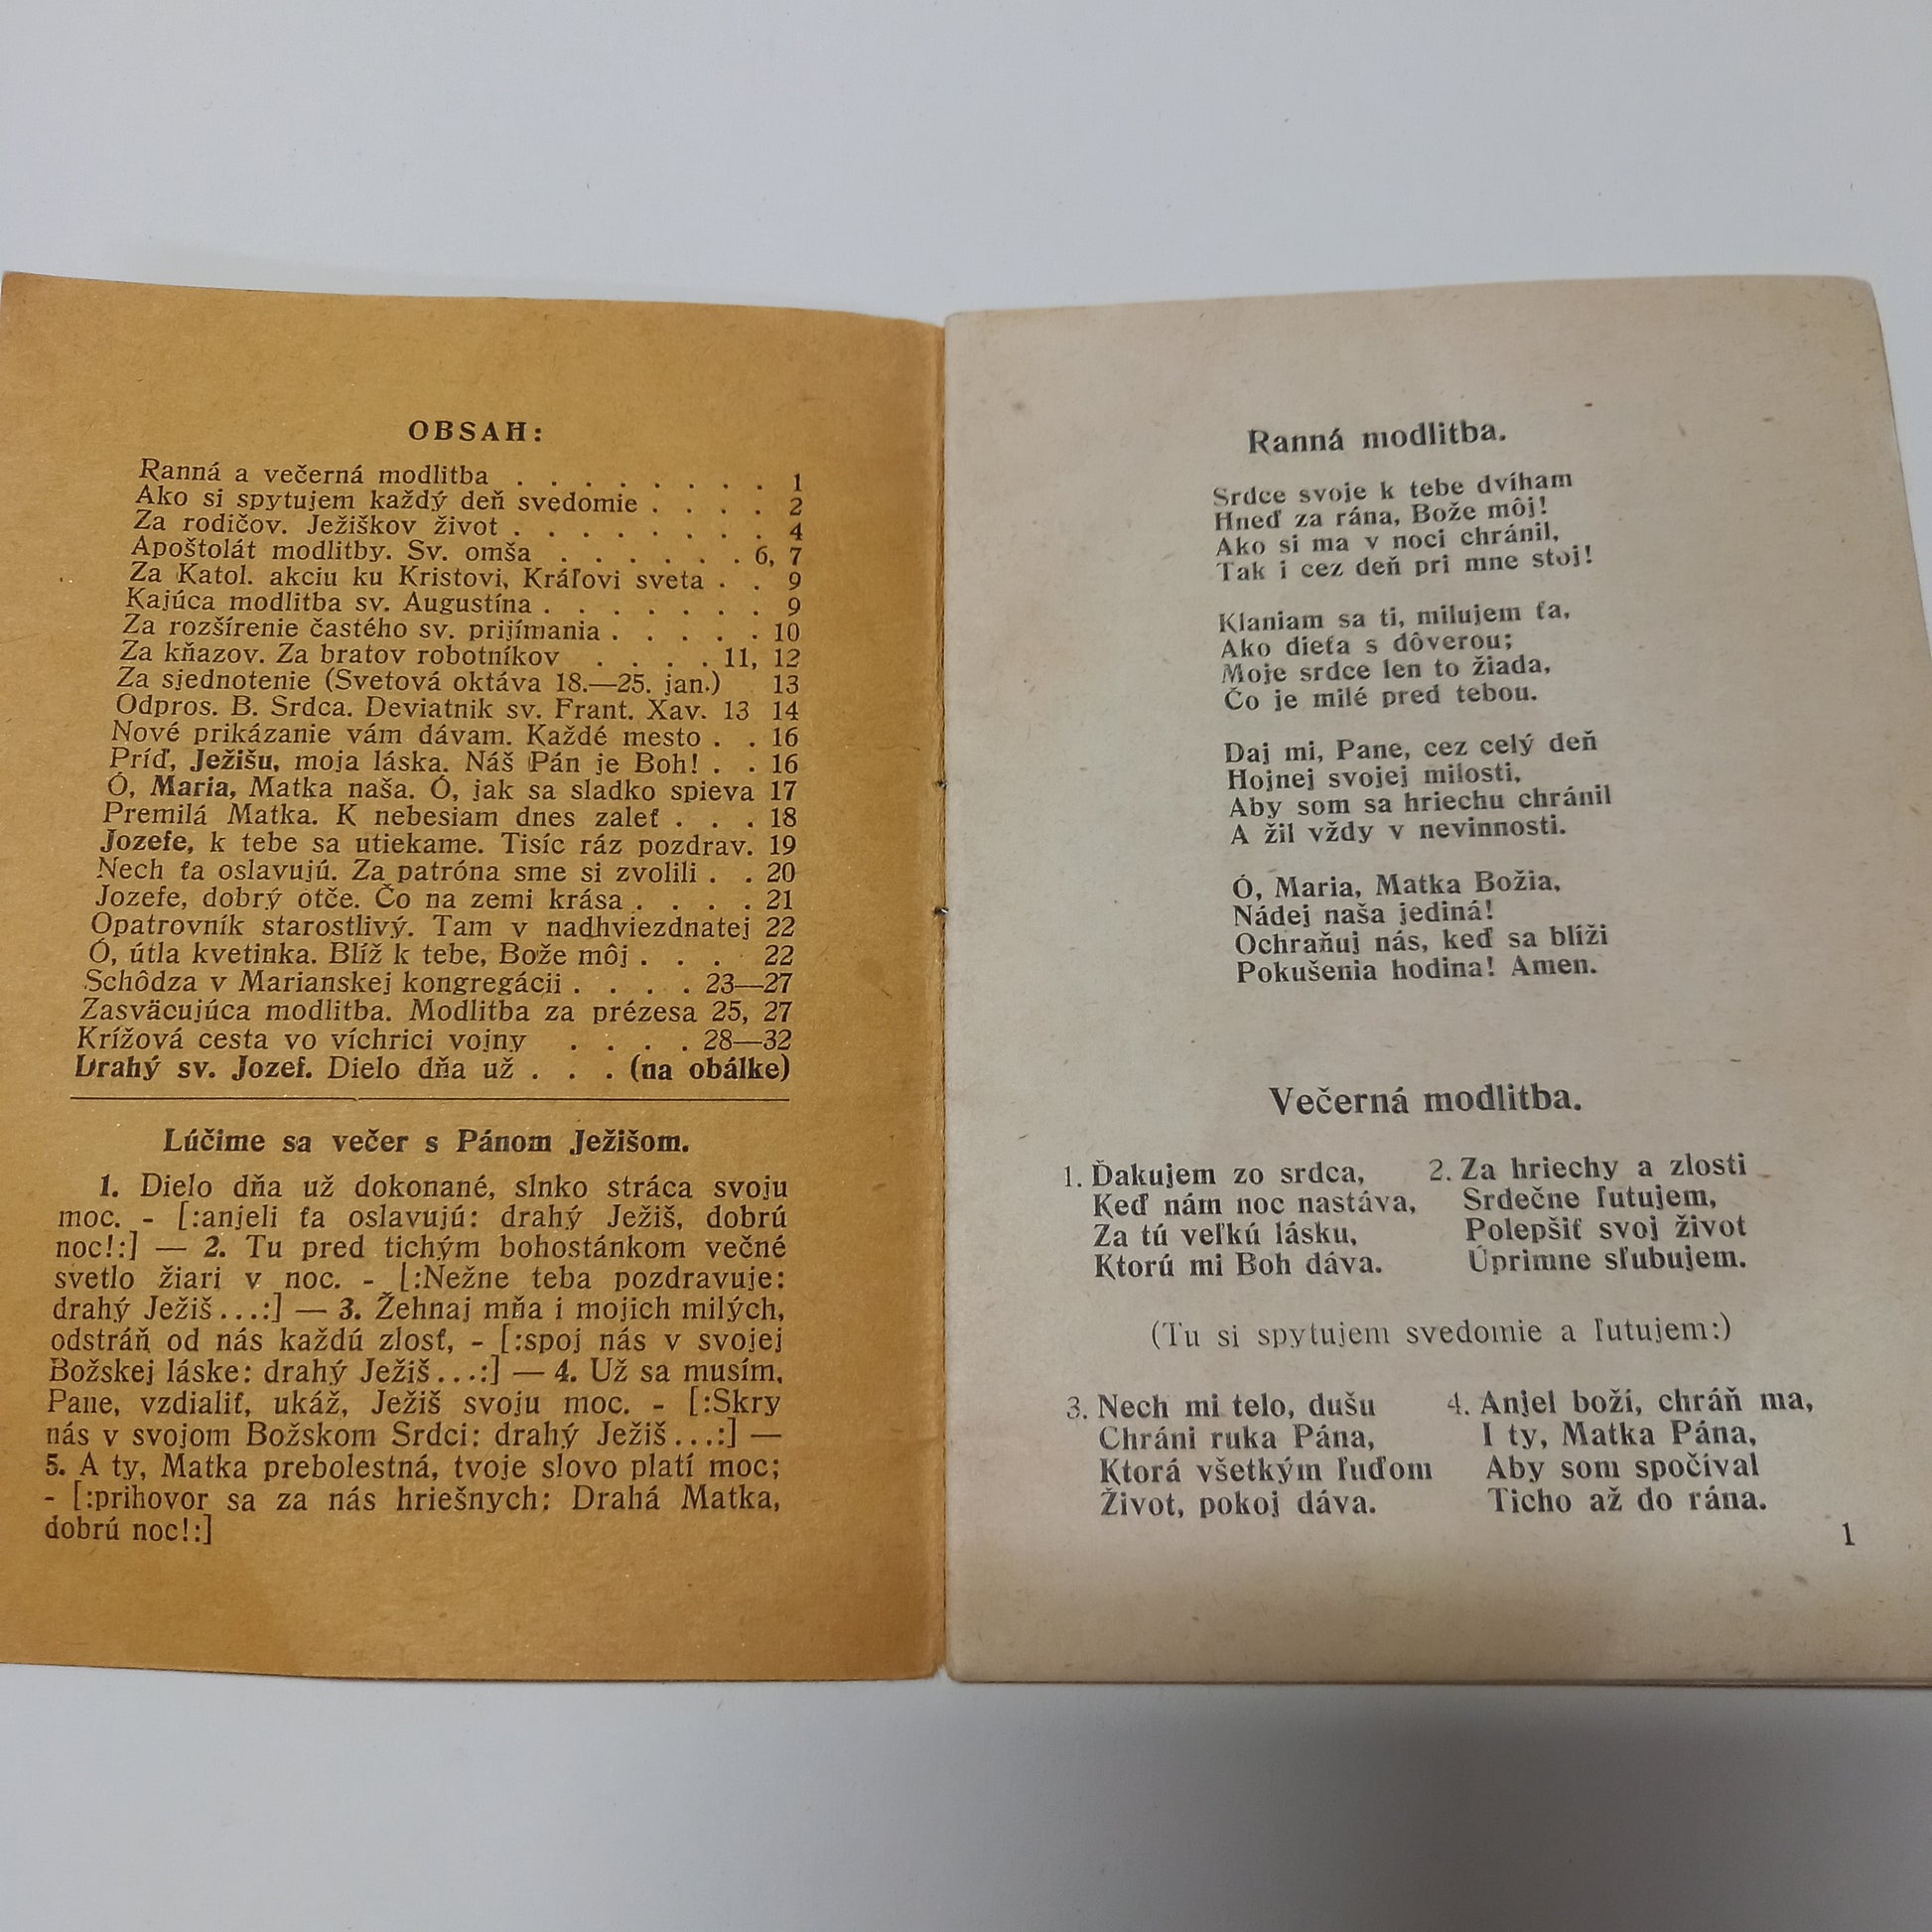 OBSAH:
Ranná a večerná modlitba . . . . . . . . 1
Ako si spytujem každý deň svedomie . . . . 2
Za rodičov. Ježiškov život . . . . . . . . 4
Apoštolát modlitby. Sv. omša . . . . . . 6, 7
Za Katol. akciu ku Kristovi, Kráľovi sveta . . 9
Kajúca modlitba sv. Augustína . . . . . . . 9
Za rozšírenie častého sv. prijímania . . . . . 10
Za kňazov. Za bratov robotníkov . . . . 11, 12
Za sjednotenie (Svetová oktáva 18.—25. jan.) 13
Odpros. B. Srdca. Deviatnik sv. Frant. Xav. 13 14
Nové prikázanie vám dávam. Každé mesto . . 16
Príď, Ježišu, moja láska. Náš Pán je Boh! . . 16
Ó, Maria, Matka naša. Ó, jak sa sladko spieva 17
Premilá Matka. K nebesiam dnes zaleť . . . 18
Jozefe, k tebe sa utiekame. Tisíc ráz pozdrav. 19
Nech ťa oslavujú. Za patróna sme si zvolili . . 20
Jozefe, dobrý otče. Čo na zemi krása . . . . 21
Opatrovník starostlivý. Tam v nadhviezdnatej 22
Ó, útla kvetinka. Blíž k tebe, Bože môj . . . 22
Schôdza v Marianskej kongregácii . . . . 23—27
Zasväcujúca modlitba. Modlitba za prézesa 25, 27
Krížová cesta vo víchrici vojny . . . . 28—32
Drahý sv. Jozef. Dielo dňa už . . . (na obálke)
Lúčime sa večer s Pánom Ježišom.
1. Dielo dňa už dokonané, slnko stráca svoju
moc. - [:anjeli ťa oslavujú: drahý Ježiš, dobrú
noc!:] — 2. Tu pred tichým bohostánkom večné
svetlo žiari v noc. - [:Nežne teba pozdravuje:
drahý Ježiš...:] — 3. Žehnaj mňa i mojich milých,
odstráň od nás každú zlosť, - [:spoj nás v svojej
Božskej láske: drahý Ježiš...:] — 4. Už sa musím,
Pane, vzdialiť, ukáž, Ježiš svoju moc. - [:Skry
nás v svojom Božskom Srdci: drahý Ježiš...:] —
5. A ty, Matka prebolestná, tvoje slovo platí moc;
- [:prihovor sa za nás hriešnych: Drahá Matka,
dobrú noc!:]
Ranná modlitba.
Srdce svoje k tebe dvíham
Hneď za rána, Bože môj!
Ako si ma v noci chránil,
Tak i cez deň pri mne stoj!
Klaniam sa ti, milujem ťa,
Ako dieťa s dôverou;
Moje srdce len to žiada,
Čo je milé pred tebou.
Daj mi, Pane, cez celý deň
Hojnej svojej milosti,
Aby som sa hriechu chránil
A žil vždy v nevinnosti.
Ó, Maria, Matka Božia,
Nádej naša jediná!
Ochraňuj nás, keď sa blíži
Pokušenia hodina! Amen.
Večerná modlitba.
1. Ďakujem zo srdca,
Keď nám noc nastáva,
Za tú veľkú lásku,
Ktorú mi Boh dáva.
2. Za hriechy a zlosti
Srdečne ľutujem,
Polepšiť svoj život
Úprimne sľubujem.
(Tu si spytujem svedomie a ľutujem:)
3. Nech mi telo, dušu
Chráni ruka Pána,
Ktorá všetkým ľuďom
Život, pokoj dáva.
4. Anjel boží, chráň ma,
I ty, Matka Pána,
Aby som spočíval
Ticho až do rána.
1